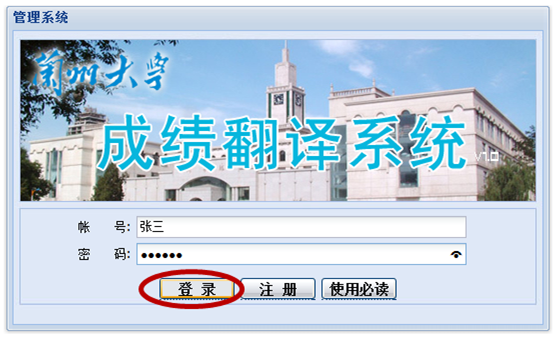 管理系统
兰州大学
成绩翻译系统
V1.0
帐 号: 张三
密 码: ●●●●●●
登 录 注 册 使用必读